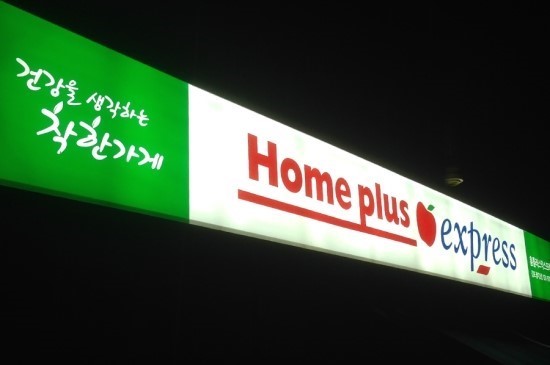 건강을 생각하는
착한가게
Home plus
express